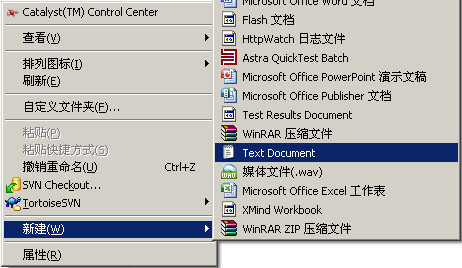 Catalyst(TM) Control Center
查看(V)
排列图标(I)
刷新(E)
自定义文件夹(F)...
粘贴(P)
粘贴快捷方式(S)
撤销重命名(U) Ctrl+Z
SVN Checkout...
TortoiseSVN
新建(W)
属性(R)
Microsoft Office Word 文档
Flash 文档
HttpWatch 日志文件
Astra QuickTest Batch
Microsoft Office PowerPoint 演示文稿
Microsoft Office Publisher 文档
Test Results Document
WinRAR 压缩文件
Text Document
媒体文件(.wav)
Microsoft Office Excel 工作表
XMind Workbook
WinRAR ZIP 压缩文件